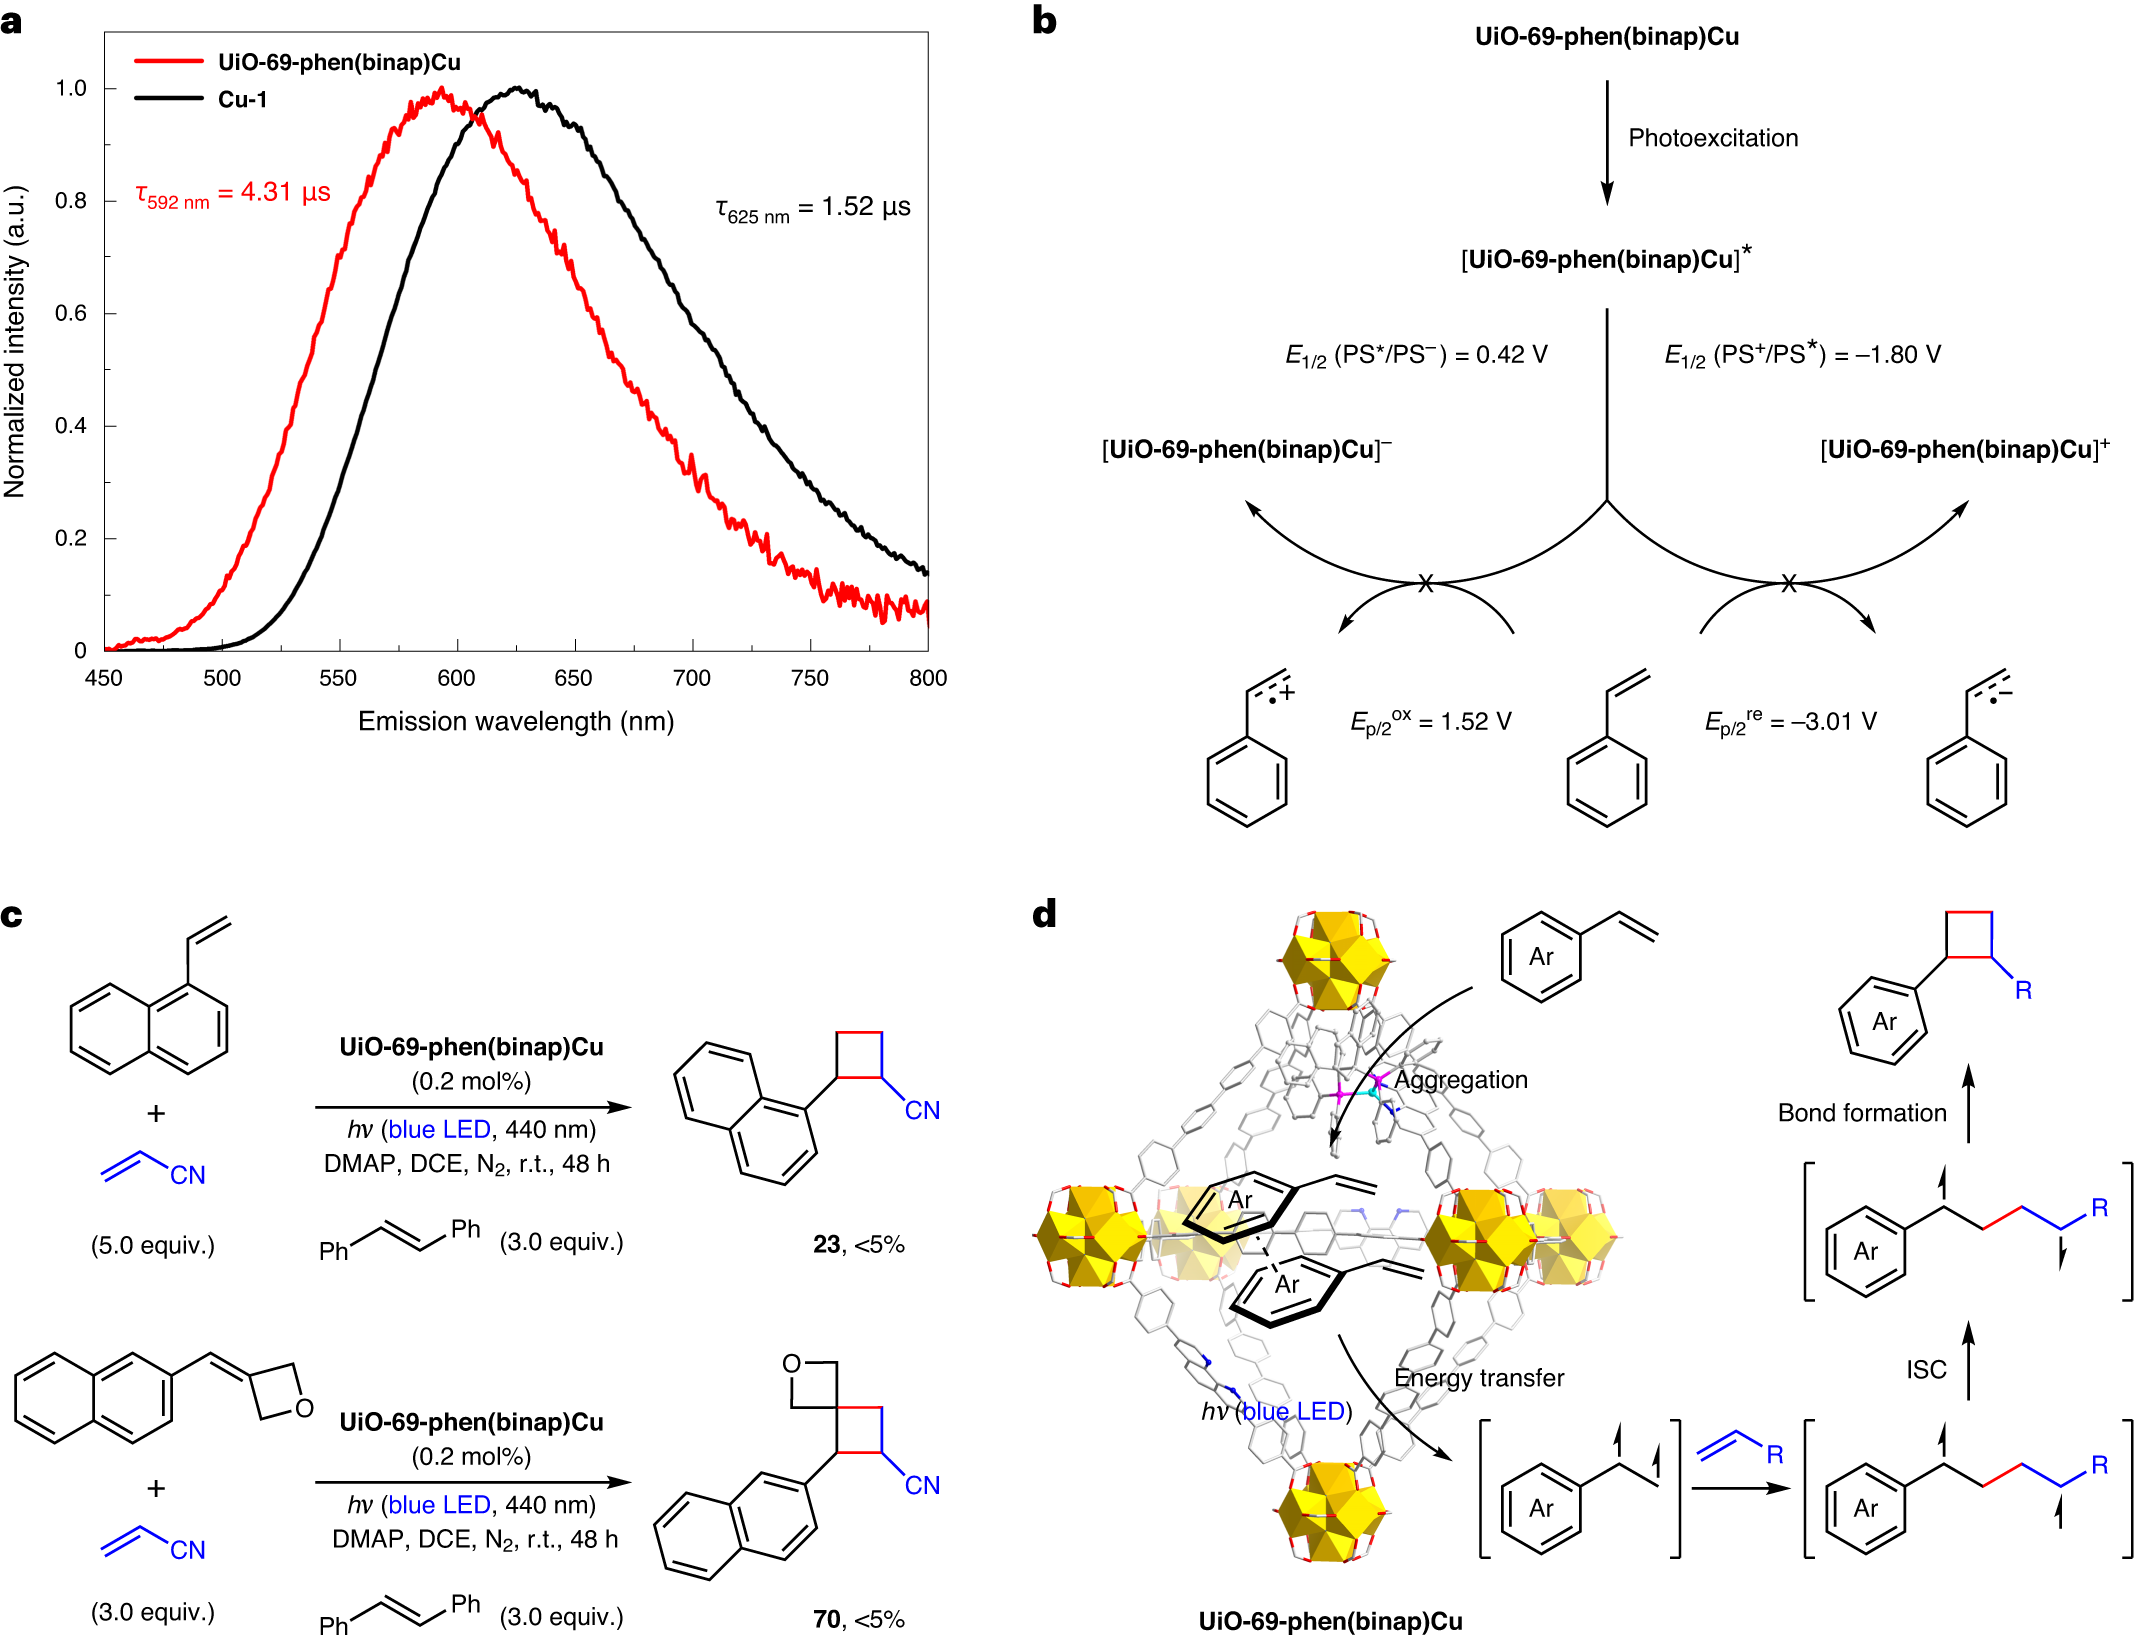 a
UiO-69-phen(binap)Cu
Cu-1
τ592 nm = 4.31 μs
τ625 nm = 1.52 μs
Normalized intensity (a.u.)
1.0
0.8
0.6
0.4
0.2
0
450 500 550 600 650 700 750 800
Emission wavelength (nm)
b
UiO-69-phen(binap)Cu
Photoexcitation
[UiO-69-phen(binap)Cu]*
E1/2 (PS*/PS–) = 0.42 V
E1/2 (PS+/PS*) = –1.80 V
[UiO-69-phen(binap)Cu]–
[UiO-69-phen(binap)Cu]+
X X
•+
Ep/2ox = 1.52 V
Ep/2re = –3.01 V
•–
c
+
CN
(5.0 equiv.)
UiO-69-phen(binap)Cu
(0.2 mol%)
hν (blue LED, 440 nm)
DMAP, DCE, N2, r.t., 48 h
Ph Ph (3.0 equiv.)
CN
23, <5%
O
+
CN
(3.0 equiv.)
UiO-69-phen(binap)Cu
(0.2 mol%)
hν (blue LED, 440 nm)
DMAP, DCE, N2, r.t., 48 h
Ph Ph (3.0 equiv.)
O
CN
70, <5%
d
Ar
Aggregation
Ar
Ar
Energy transfer
hν (blue LED)
UiO-69-phen(binap)Cu
Ar
R
Ar R
ISC
Ar R
Bond formation
Ar R